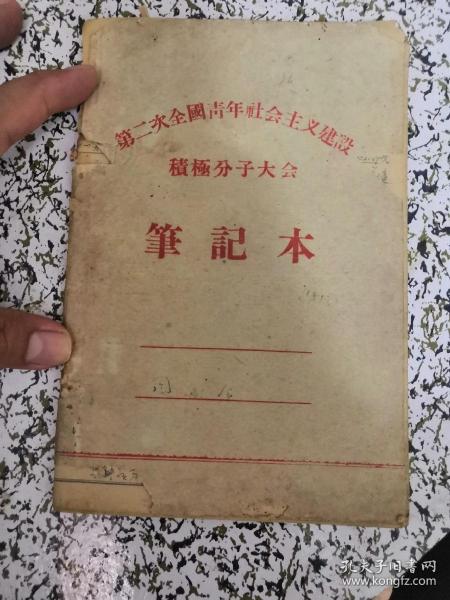 第二次全國青年社会主义建設
積極分子大会
筆記本
孔夫子旧书网
www.kongfz.com